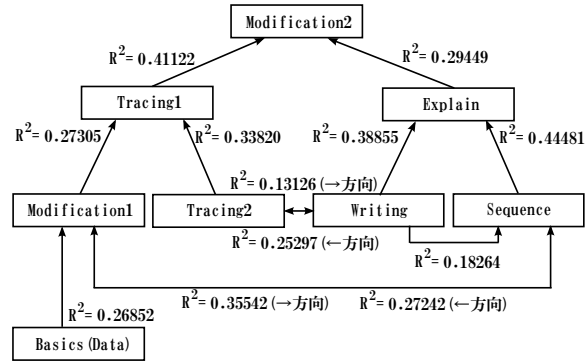 Modification2
R²= 0.41122
R²= 0.29449
Tracing1
Explain
R²= 0.27305
R²= 0.33820
R²= 0.38855
R²= 0.44481
R²= 0.13126 (→方向)
Modification1
Tracing2
Writing
Sequence
R²= 0.25297 (←方向)
R²= 0.18264
R²= 0.35542 (→方向)
R²= 0.27242 (←方向)
R²= 0.26852
Basics(Data)